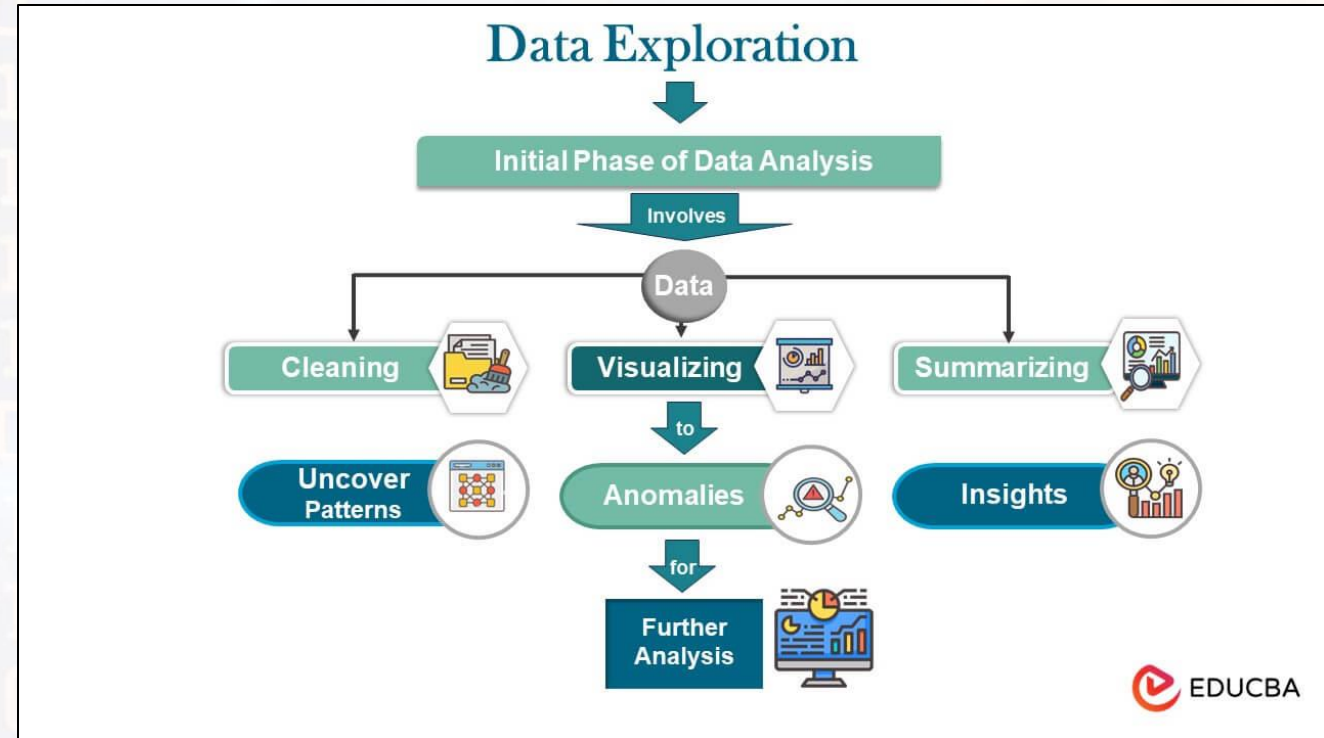 Data Exploration
Initial Phase of Data Analysis
Involves
Data
Cleaning
Visualizing
Summarizing
to
Uncover
Patterns
Anomalies
Insights
for
Further
Analysis
EDUCBA